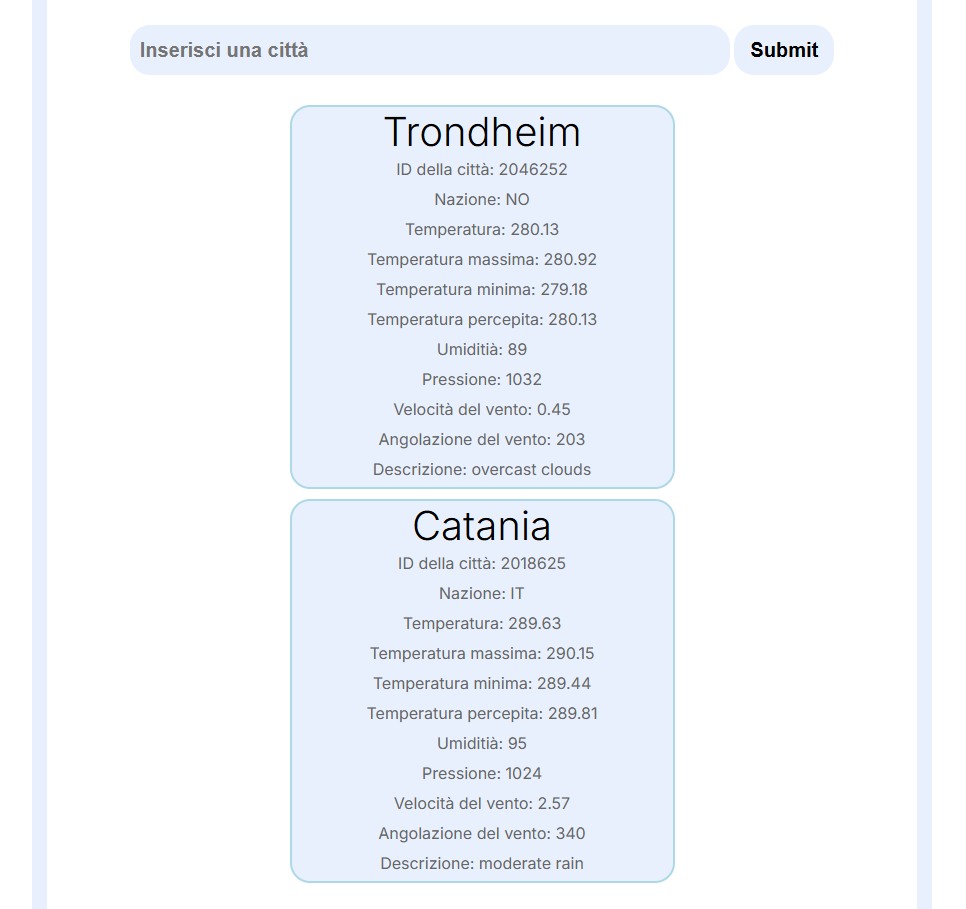 Inserisci una città
Submit
Trondheim
ID della città: 2046252
Nazione: NO
Temperatura: 280.13
Temperatura massima: 280.92
Temperatura minima: 279.18
Temperatura percepita: 280.13
Umiditià: 89
Pressione: 1032
Velocità del vento: 0.45
Angolazione del vento: 203
Descrizione: overcast clouds
Catania
ID della città: 2018625
Nazione: IT
Temperatura: 289.63
Temperatura massima: 290.15
Temperatura minima: 289.44
Temperatura percepita: 289.81
Umiditià: 95
Pressione: 1024
Velocità del vento: 2.57
Angolazione del vento: 340
Descrizione: moderate rain